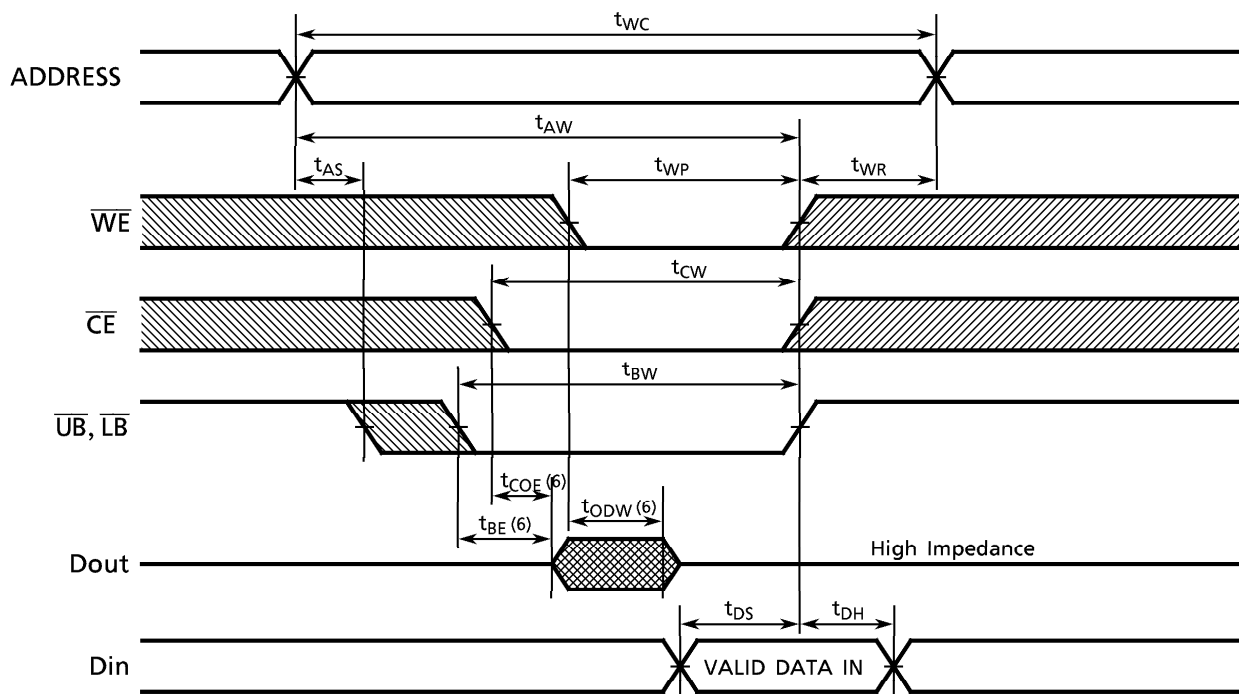 tWC
ADDRESS
tAW
tAS tWP tWR
WE
tCW
CE
tBW
UB, LB
tCOE (6)
tODW (6)
tBE (6)
Dout High Impedance
tDS tDH
Din VALID DATA IN